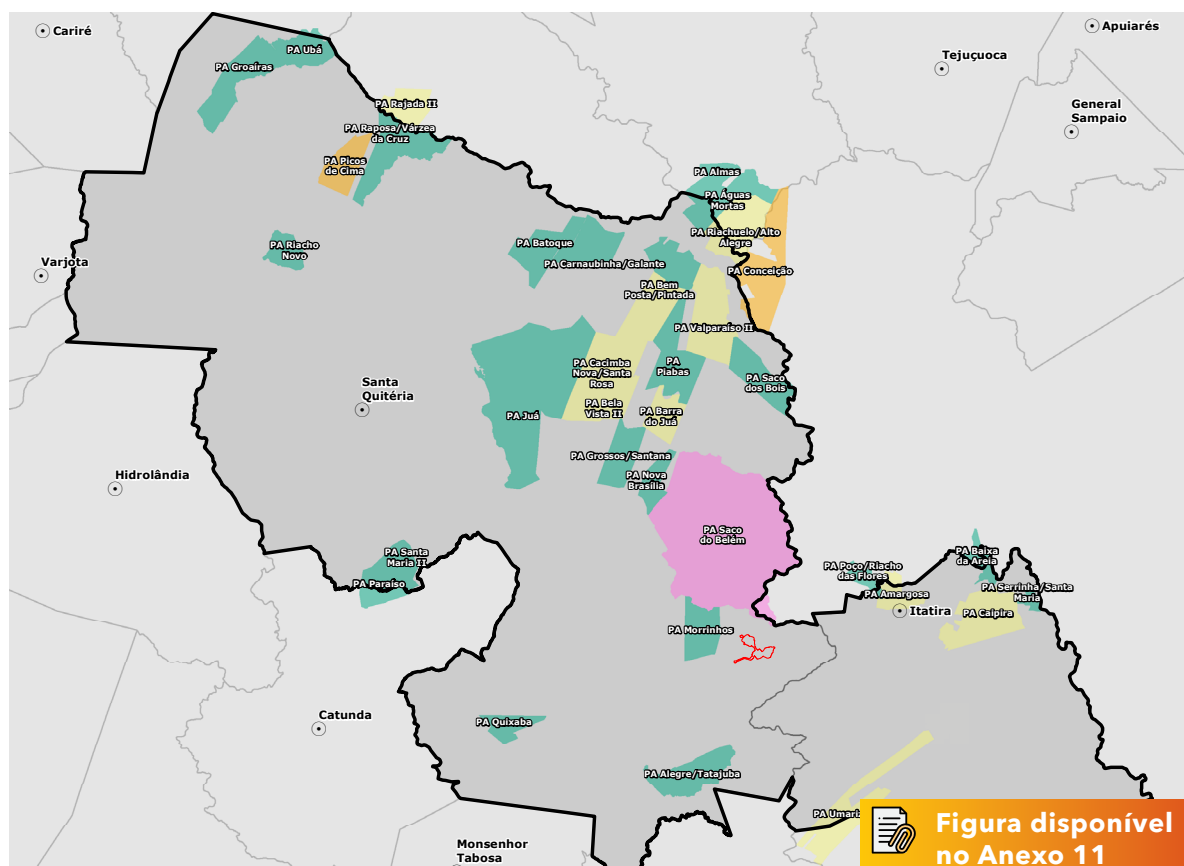 Cariré
Apuiarés
Tejuçuoca
General
Sampaio
PA Ubá
PA Groaíras
PA Rajada II
PA Raposa/Várzea
da Cruz
PA Picos
de Cima
PA Almas
PA Águas
Mortas
PA Riachuelo/Alto
Alegre
PA Riacho
Novo
PA Batoque
PA Carnaubinha/Galante
PA Conceição
Varjota
PA Bem
Posta/Pintada
PA Valparaíso II
PA Cacimba
Nova/Santa
Rosa
PA
Piabas
PA Saco
dos Bois
Santa
Quitéria
PA Juá
PA Bela
Vista II
PA Barra
do Juá
PA Grossos/Santana
PA Nova
Brasília
Hidrolândia
PA Saco
do Belém
PA Santa
Maria II
PA Paraíso
PA Poço/Riacho
das Flores
PA Baixa
da Areia
PA Amargosa
PA Serrinha/Santa
Maria
Itatira
PA Caipira
PA Morrinhos
Catunda
PA Quixaba
PA Alegre/Tatajuba
Monsenhor
Tabosa
Figura disponível
no Anexo 11